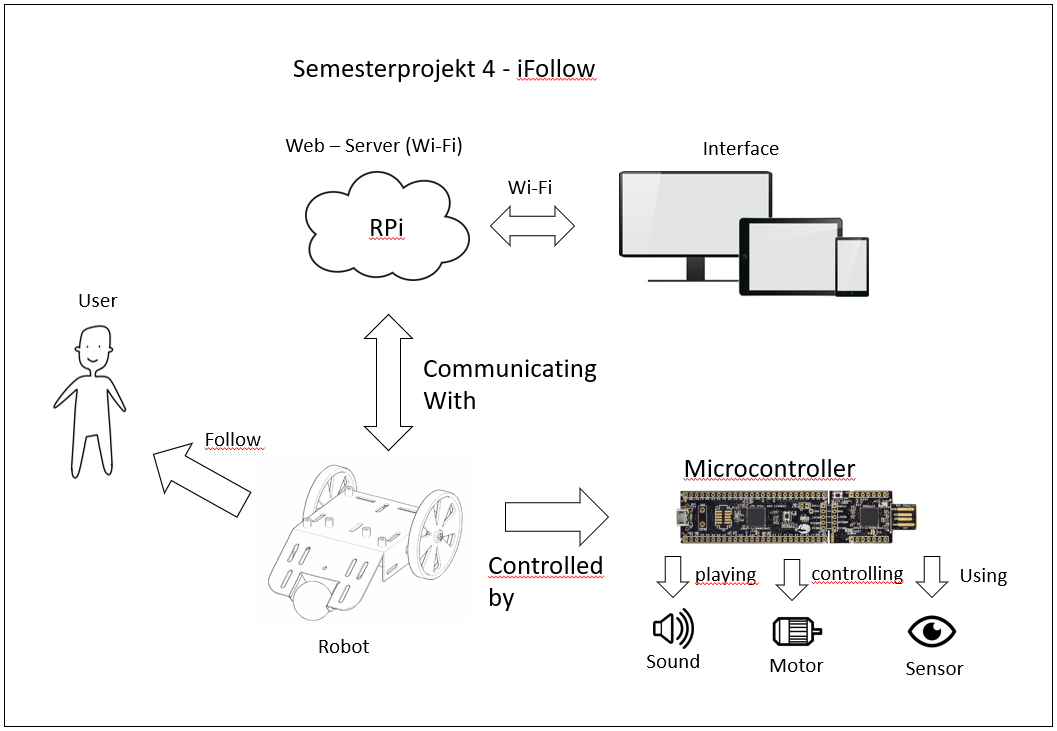 Semesterprojekt 4 - iFollow
Web – Server (Wi-Fi)
Interface
Wi-Fi
RPi
User
Communicating
With
Follow
Microcontroller
Controlled
by
playing
controlling
Using
Robot
Sound
Motor
Sensor